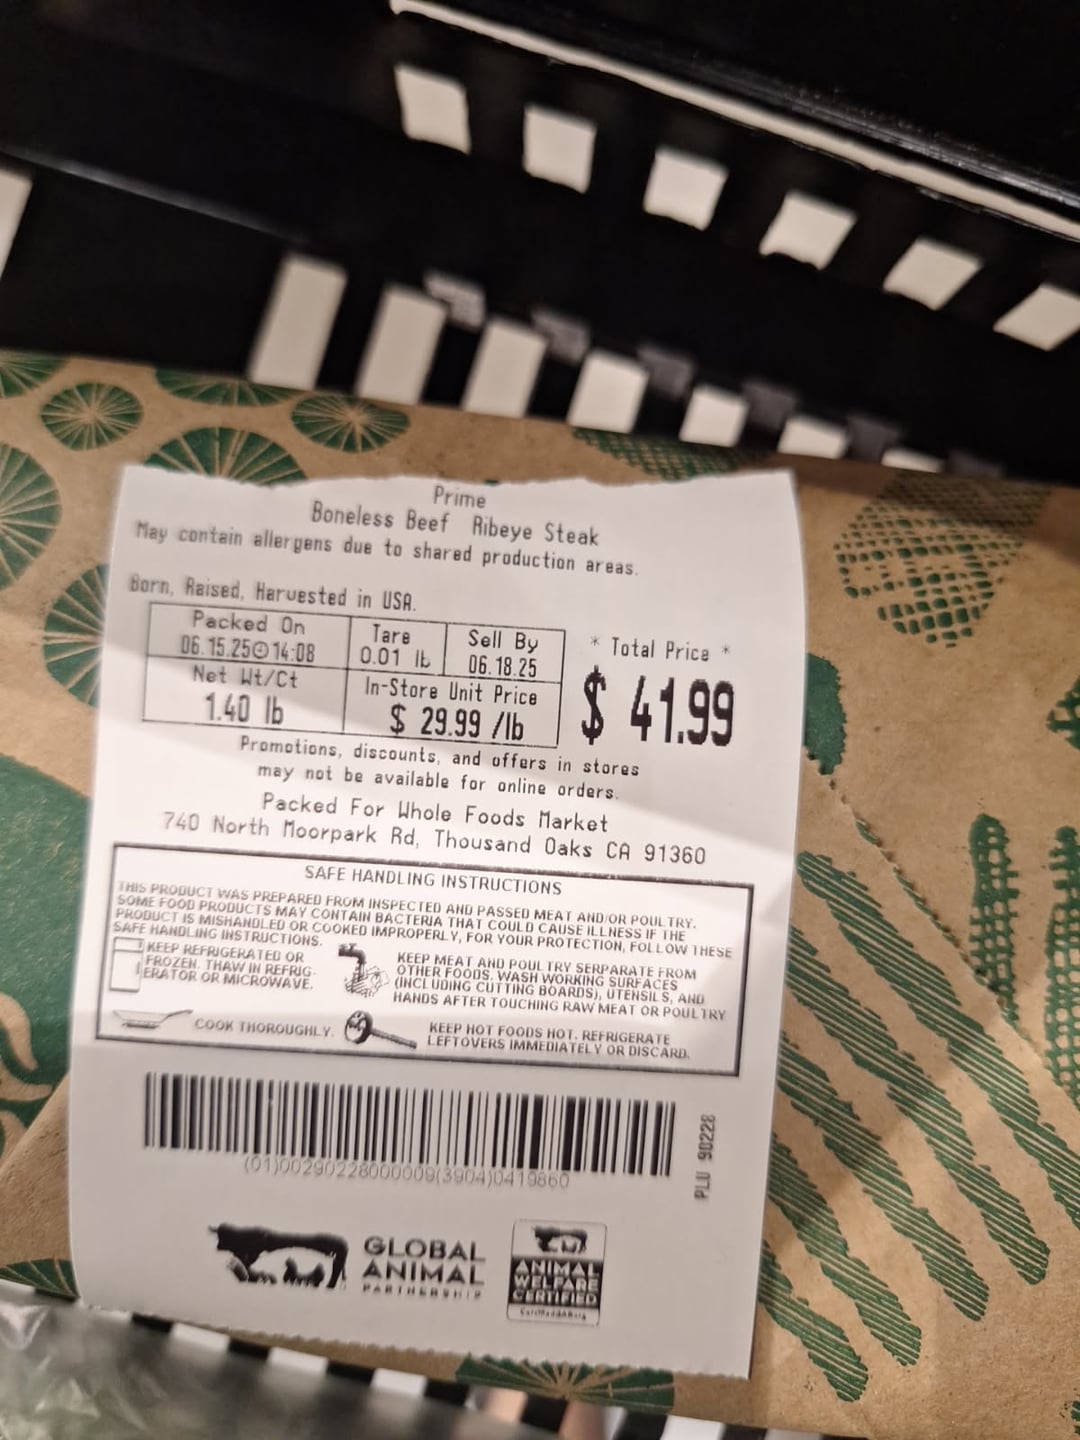 Prime
Boneless Beef Ribeye Steak
May contain allergens due to shared production areas.
Born, Raised, Harvested in USA.
Packed On
06.15.25 14:08
Tare
0.01 lb
Sell By
06.18.25
* Total Price *
$ 41.99
Net Wt/Ct
1.40 lb
In-Store Unit Price
$ 29.99 /lb
Promotions, discounts, and offers in stores
may not be available for online orders.
Packed For Whole Foods Market
740 North Moorpark Rd, Thousand Oaks CA 91360
SAFE HANDLING INSTRUCTIONS
THIS PRODUCT WAS PREPARED FROM INSPECTED AND PASSED MEAT AND/OR POULTRY.
SOME FOOD PRODUCTS MAY CONTAIN BACTERIA THAT COULD CAUSE ILLNESS IF THE
PRODUCT IS MISHANDLED OR COOKED IMPROPERLY, FOR YOUR PROTECTION, FOLLOW THESE
SAFE HANDLING INSTRUCTIONS.
KEEP REFRIGERATED OR
FROZEN. THAW IN REFRIG-
ERATOR OR MICROWAVE.
KEEP MEAT AND POULTRY SERPARATE FROM
OTHER FOODS. WASH WORKING SURFACES
(INCLUDING CUTTING BOARDS), UTENSILS, AND
HANDS AFTER TOUCHING RAW MEAT OR POULTRY
COOK THOROUGHLY.
KEEP HOT FOODS HOT. REFRIGERATE
LEFTOVERS IMMEDIATELY OR DISCARD.
(01)00290228000009(3904)0419860
PLU 90228
GLOBAL
ANIMAL
PARTNERSHIP
ANIMAL
WELFARE
CERTIFIED